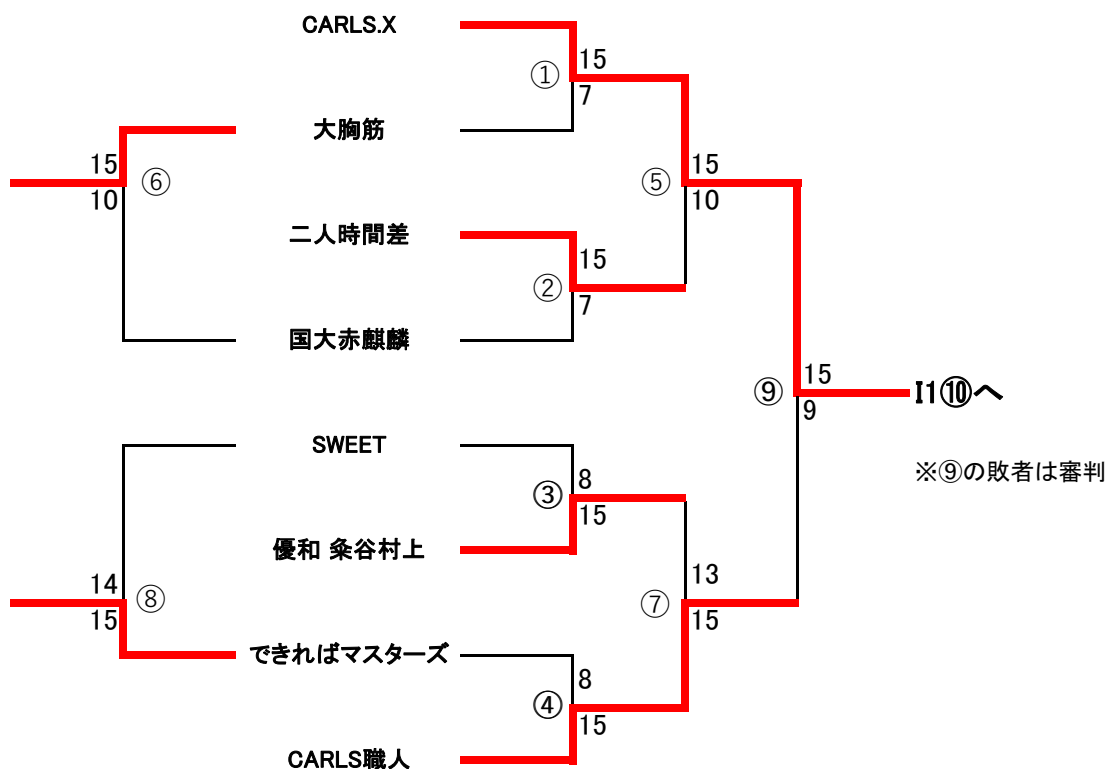 CARLS.X
15
①
7
大胸筋
15
⑥
15
⑤
10
10
二人時間差
15
②
7
国大赤麒麟
15
⑨
I1⑩へ
9
SWEET
※⑨の敗者は審判
8
③
15
優和 粂谷村上
14
13
⑧
⑦
15
15
できればマスターズ
8
④
15
CARLS職人